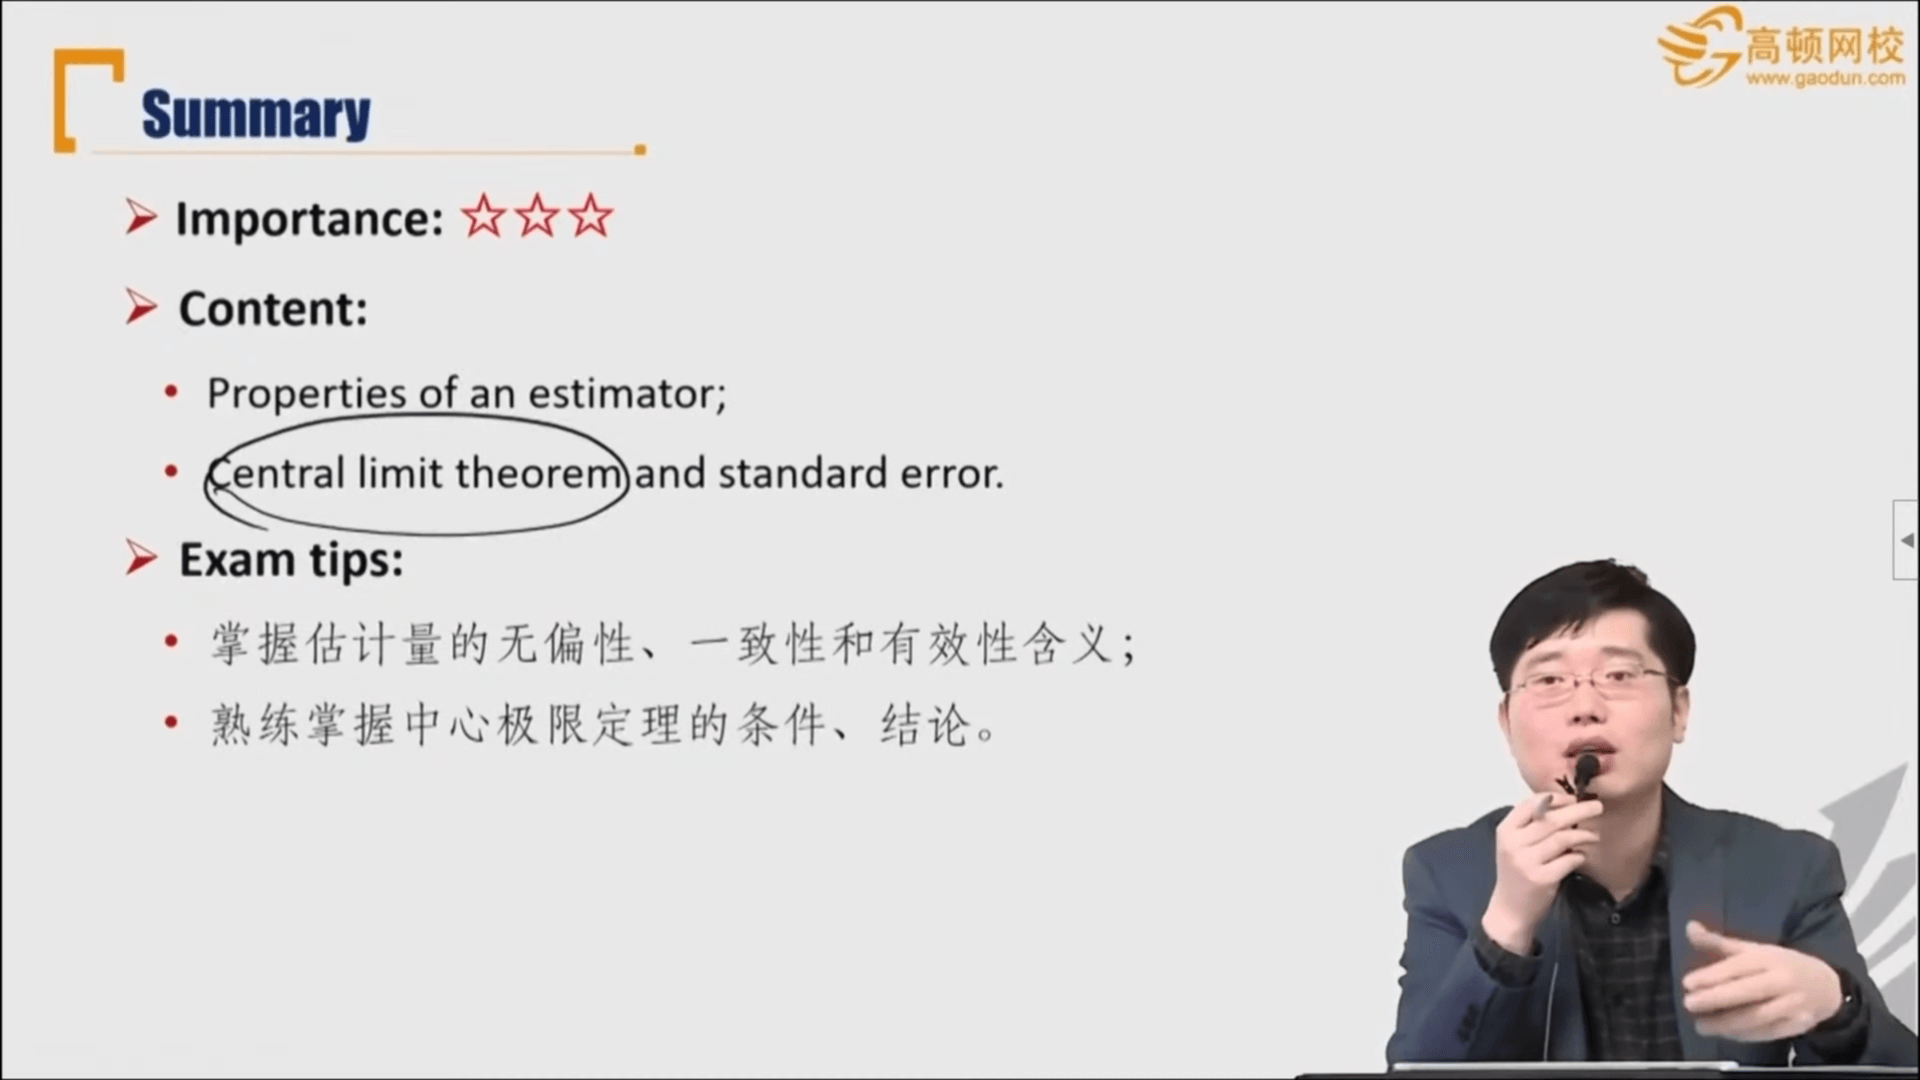 高顿网校
www.gaodun.com
Summary
Importance: ☆☆☆
Content:
Properties of an estimator;
Central limit theorem and standard error.
Exam tips:
掌握估计量的无偏性、一致性和有效性含义；
熟练掌握中心极限定理的条件、结论。